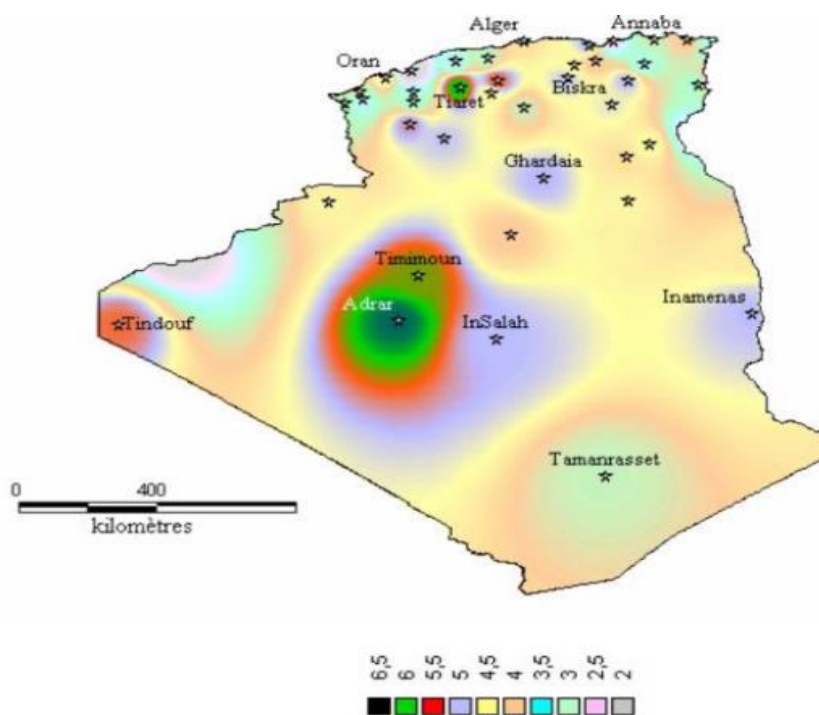 Alger
Annaba
Oran
Tiaret
Biskra
Ghardaia
Timimoun
Adrar
InSalah
Inamenas
Tindouf
Tamanrasset
0 400
kilomètres
6,5 6 5,5 5 4,5 4 3,5 3 2,5 2